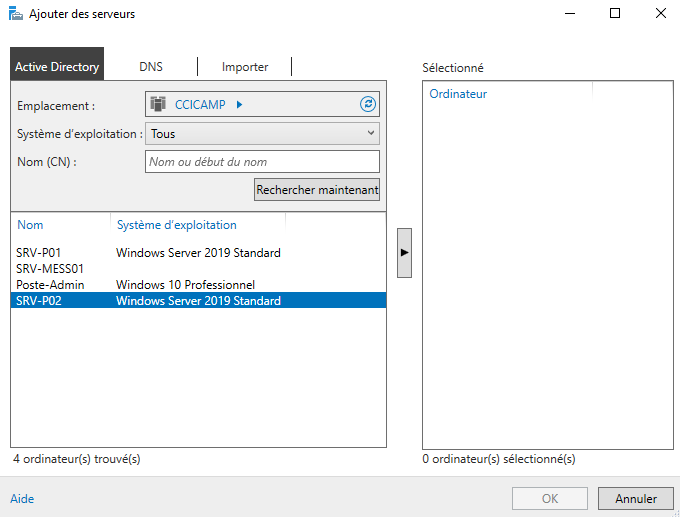 Ajouter des serveurs
Active Directory
DNS
Importer
Emplacement :
CCICAMP
Système d'exploitation :
Tous
Nom (CN) :
Nom ou début du nom
Rechercher maintenant
Nom Système d'exploitation
SRV-P01 Windows Server 2019 Standard
SRV-MESS01
Poste-Admin Windows 10 Professionnel
SRV-P02 Windows Server 2019 Standard
4 ordinateur(s) trouvé(s)
Sélectionné
Ordinateur
0 ordinateur(s) sélectionné(s)
Aide
OK
Annuler